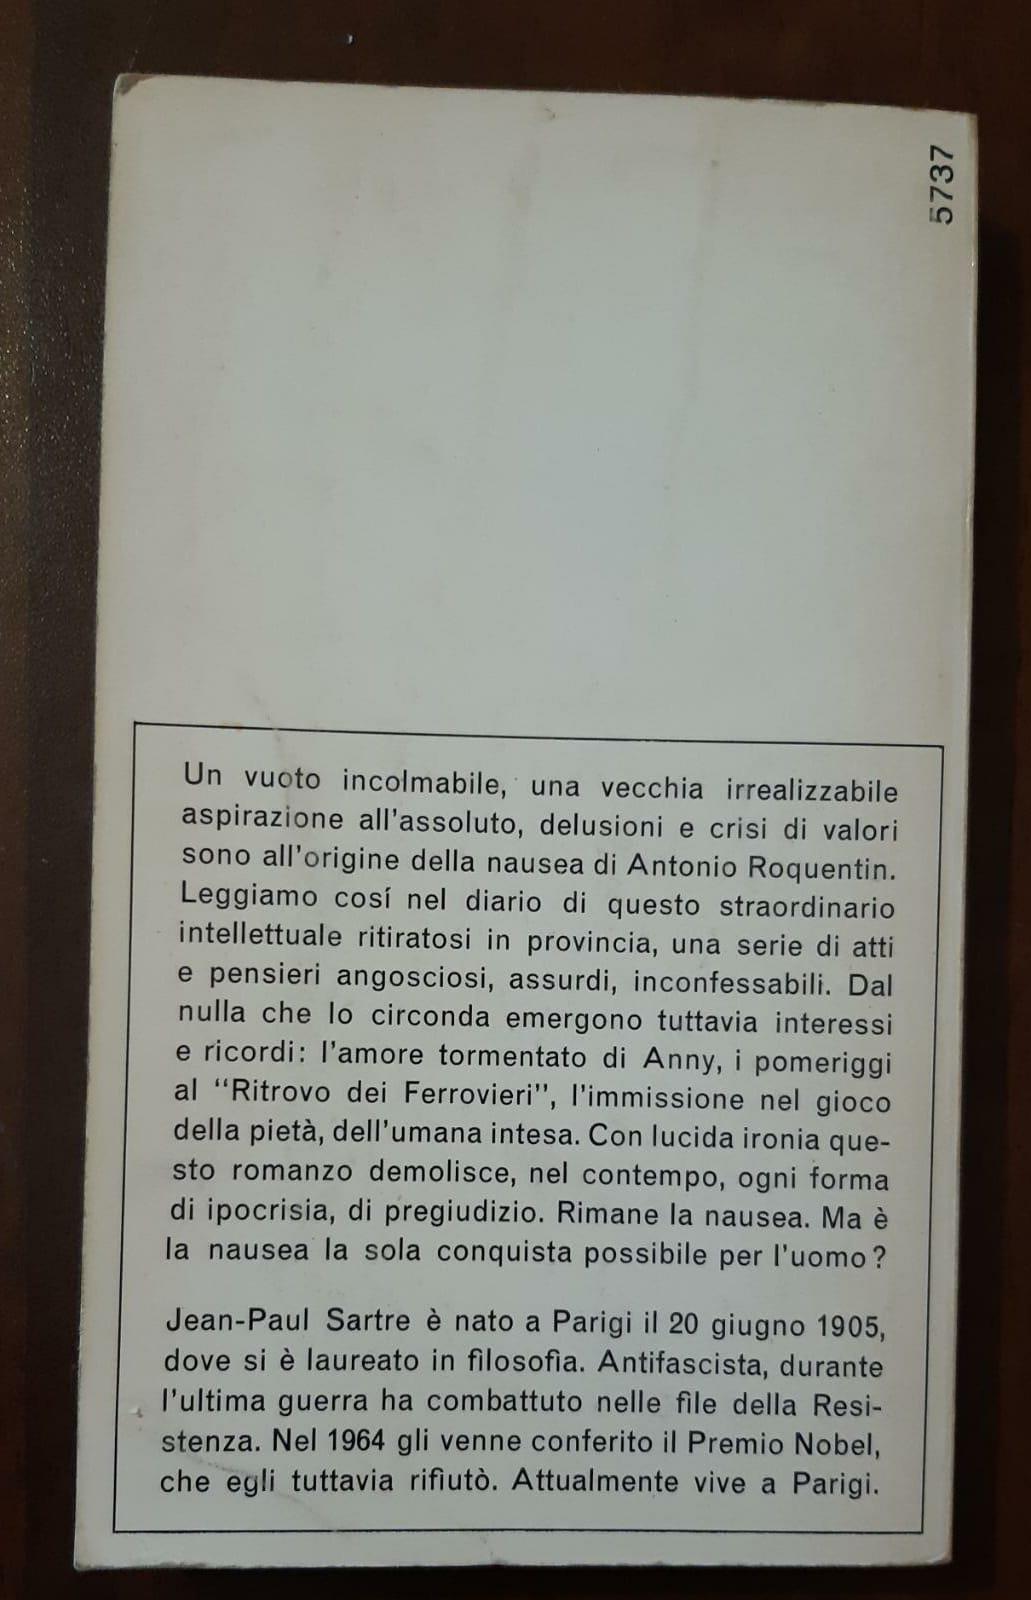 5737
Un vuoto incolmabile, una vecchia irrealizzabile
aspirazione all'assoluto, delusioni e crisi di valori
sono all'origine della nausea di Antonio Roquentin.
Leggiamo cosí nel diario di questo straordinario
intellettuale ritiratosi in provincia, una serie di atti
e pensieri angosciosi, assurdi, inconfessabili. Dal
nulla che lo circonda emergono tuttavia interessi
e ricordi: l'amore tormentato di Anny, i pomeriggi
al “Ritrovo dei Ferrovieri”, l'immissione nel gioco
della pietà, dell'umana intesa. Con lucida ironia que-
sto romanzo demolisce, nel contempo, ogni forma
di ipocrisia, di pregiudizio. Rimane la nausea. Ma è
la nausea la sola conquista possibile per l'uomo?
Jean-Paul Sartre è nato a Parigi il 20 giugno 1905,
dove si è laureato in filosofia. Antifascista, durante
l'ultima guerra ha combattuto nelle file della Resi-
stenza. Nel 1964 gli venne conferito il Premio Nobel,
che egli tuttavia rifiutò. Attualmente vive a Parigi.